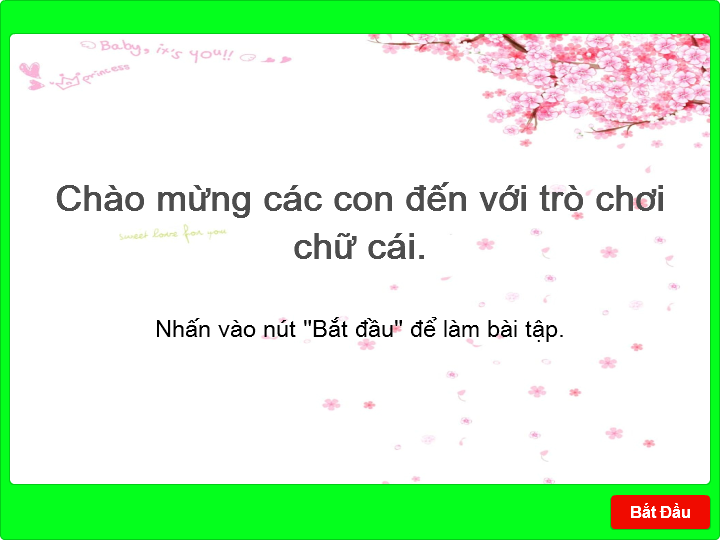 Baby, it's you!!
princess
Chào mừng các con đến với trò chơi
chữ cái.
sweet love for you
Nhấn vào nút "Bắt đầu" để làm bài tập.
Bắt Đầu